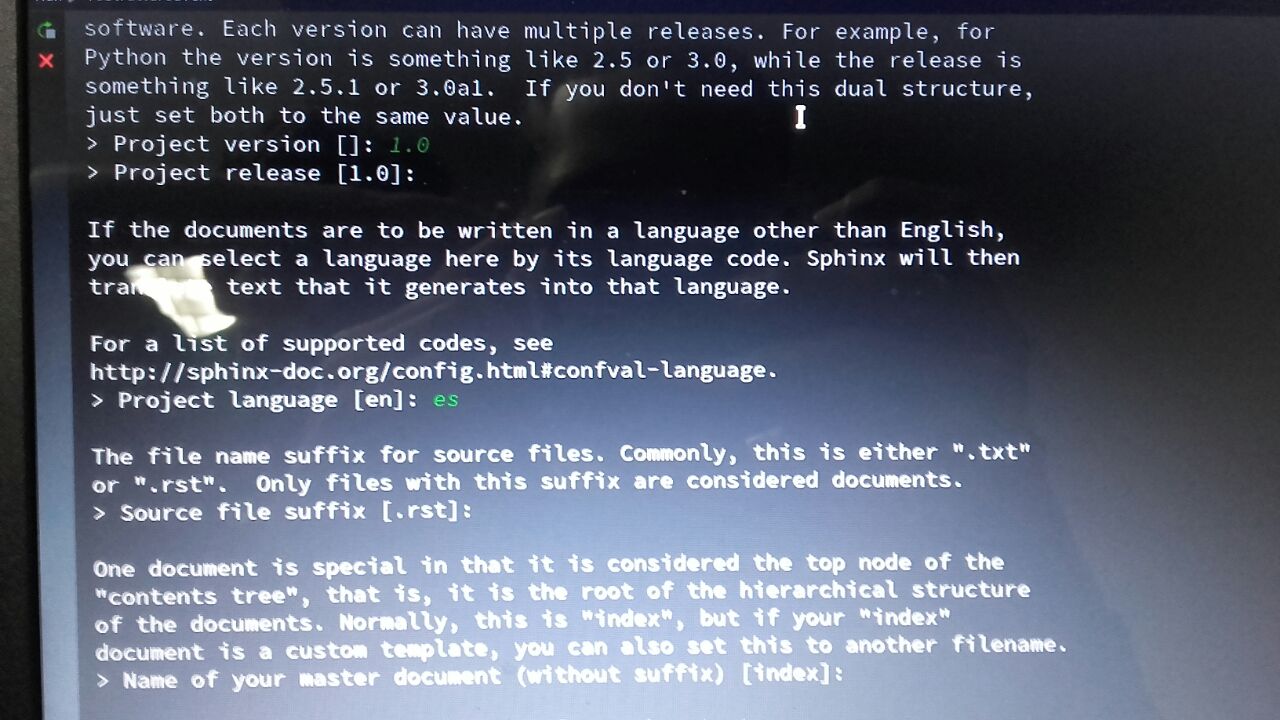 software. Each version can have multiple releases. For example, for
Python the version is something like 2.5 or 3.0, while the release is
something like 2.5.1 or 3.0a1.  If you don't need this dual structure,
just set both to the same value.
> Project version []: 1.0
> Project release [1.0]:
If the documents are to be written in a language other than English,
you can select a language here by its language code. Sphinx will then
text that it generates into that language.
For a list of supported codes, see
http://sphinx-doc.org/config.html#confval-language.
> Project language [en]: es
The file name suffix for source files. Commonly, this is either ".txt"
or ".rst".  Only files with this suffix are considered documents.
> Source file suffix [.rst]:
One document is special in that it is considered the top node of the
"contents tree", that is, it is the root of the hierarchical structure
of the documents. Normally, this is "index", but if your "index"
document is a custom template, you can also set this to another filename.
> Name of your master document (without suffix) [index]: